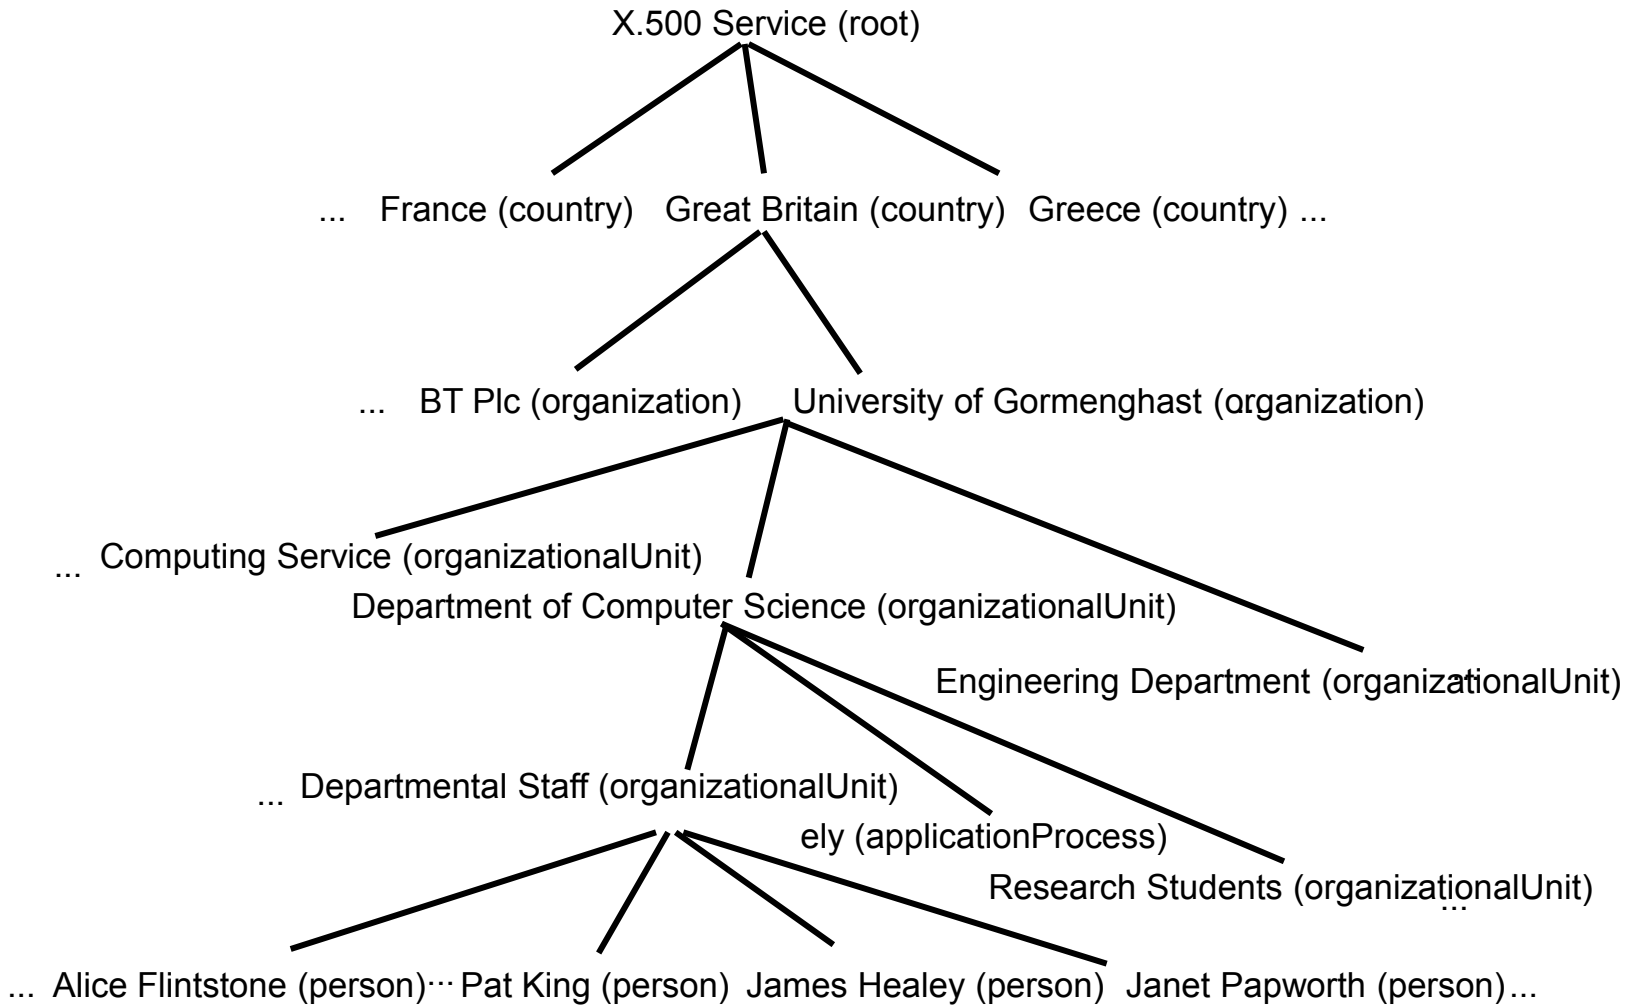 X.500 Service (root)
... France (country) Great Britain (country) Greece (country) ...
... BT Plc (organization) University of Gormenghast (organization) ...
Computing Service (organizationalUnit)
...
Department of Computer Science (organizationalUnit)
Engineering Department (organizationalUnit)
...
Departmental Staff (organizationalUnit)
...
ely (applicationProcess)
Research Students (organizationalUnit)
...
... Alice Flintstone (person) ... Pat King (person) James Healey (person) Janet Papworth (person) ...